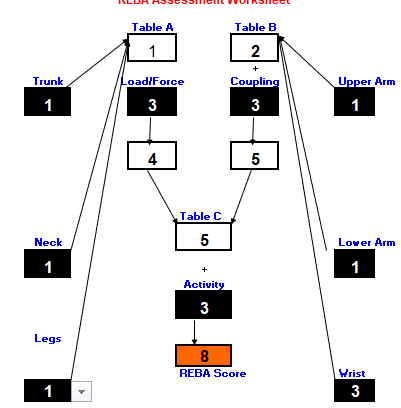 REBA Assessment Worksheet
Table A
Table B
1
2
+
Trunk
Load/Force
Coupling
Upper Arm
1
3
3
1
4
5
Table C
5
Neck
Lower Arm
1
1
+
Activity
3
Legs
8
REBA Score
Wrist
1
3